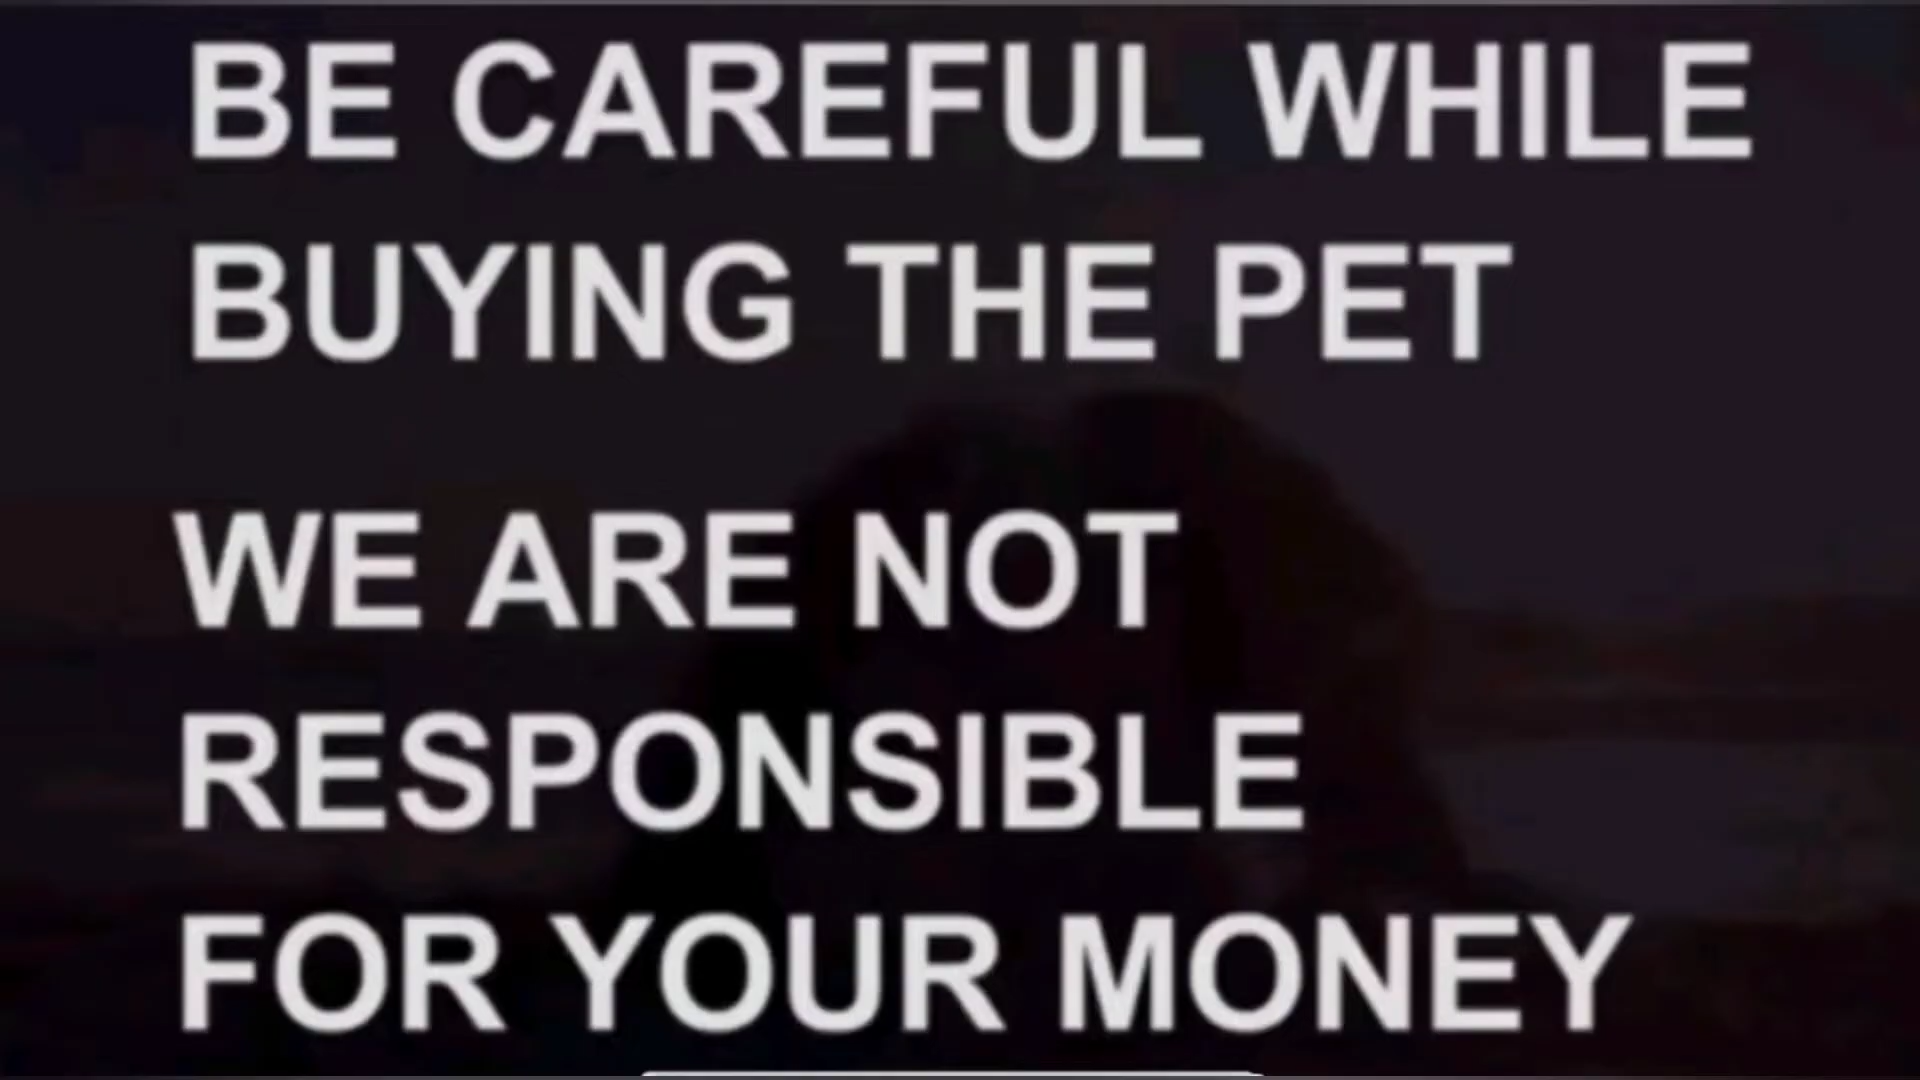 BE CAREFUL WHILE
BUYING THE PET
WE ARE NOT
RESPONSIBLE
FOR YOUR MONEY